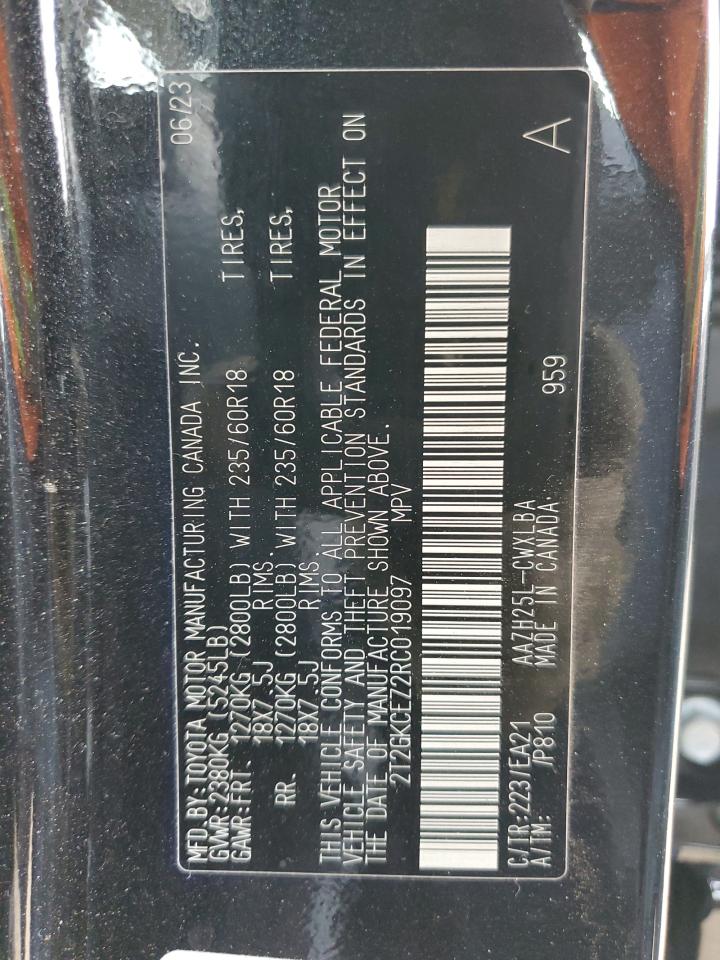 MFD.BY:TOYOTA MOTOR MANUFACTURING CANADA INC. 06/23
GVWR:2380KG (5245LB)
GAWR:FRT. 1270KG (2800LB) WITH 235/60R18 TIRES,
18X7.5J RIMS.
RR. 1270KG (2800LB) WITH 235/60R18 TIRES,
18X7.5J RIMS.
THIS VEHICLE CONFORMS TO ALL APPLICABLE FEDERAL MOTOR
VEHICLE SAFETY AND THEFT PREVENTION STANDARDS IN EFFECT ON
THE DATE OF MANUFACTURE SHOWN ABOVE.
2T2GKCEZ2RC019097 MPV
C/TR:223/EA21 AAZH25L-CWXLBA
A/TM: /P810 MADE IN CANADA 959
A